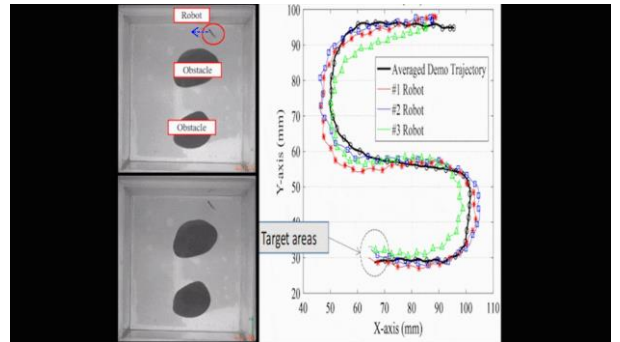 Robot
Obstacle
Obstacle
Averaged Demo Trajectory
#1 Robot
#2 Robot
#3 Robot
Target areas
Y-axis (mm)
100
90
80
70
60
50
40
30
20
40 50 60 70 80 90 100 110
X-axis (mm)